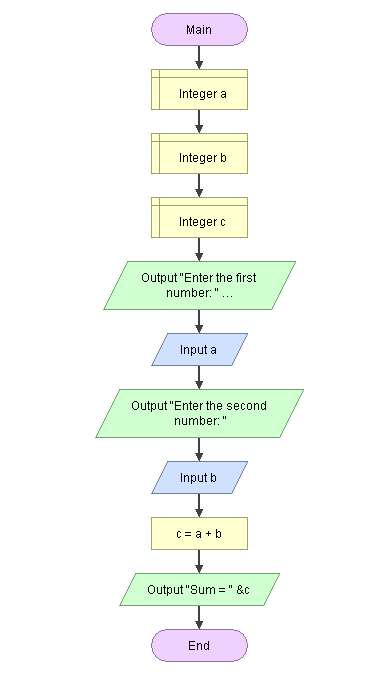 Main
Integer a
Integer b
Integer c
Output "Enter the first
number: " ...
Input a
Output "Enter the second
number: "
Input b
c = a + b
Output "Sum = " &c
End